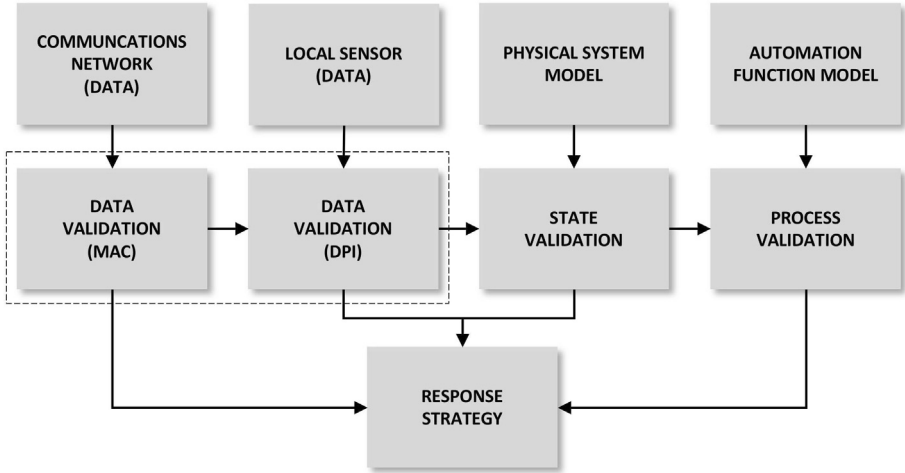 COMMUNCATIONS
NETWORK
(DATA)
LOCAL SENSOR
(DATA)
PHYSICAL SYSTEM
MODEL
AUTOMATION
FUNCTION MODEL
DATA
VALIDATION
(MAC)
DATA
VALIDATION
(DPI)
STATE
VALIDATION
PROCESS
VALIDATION
RESPONSE
STRATEGY